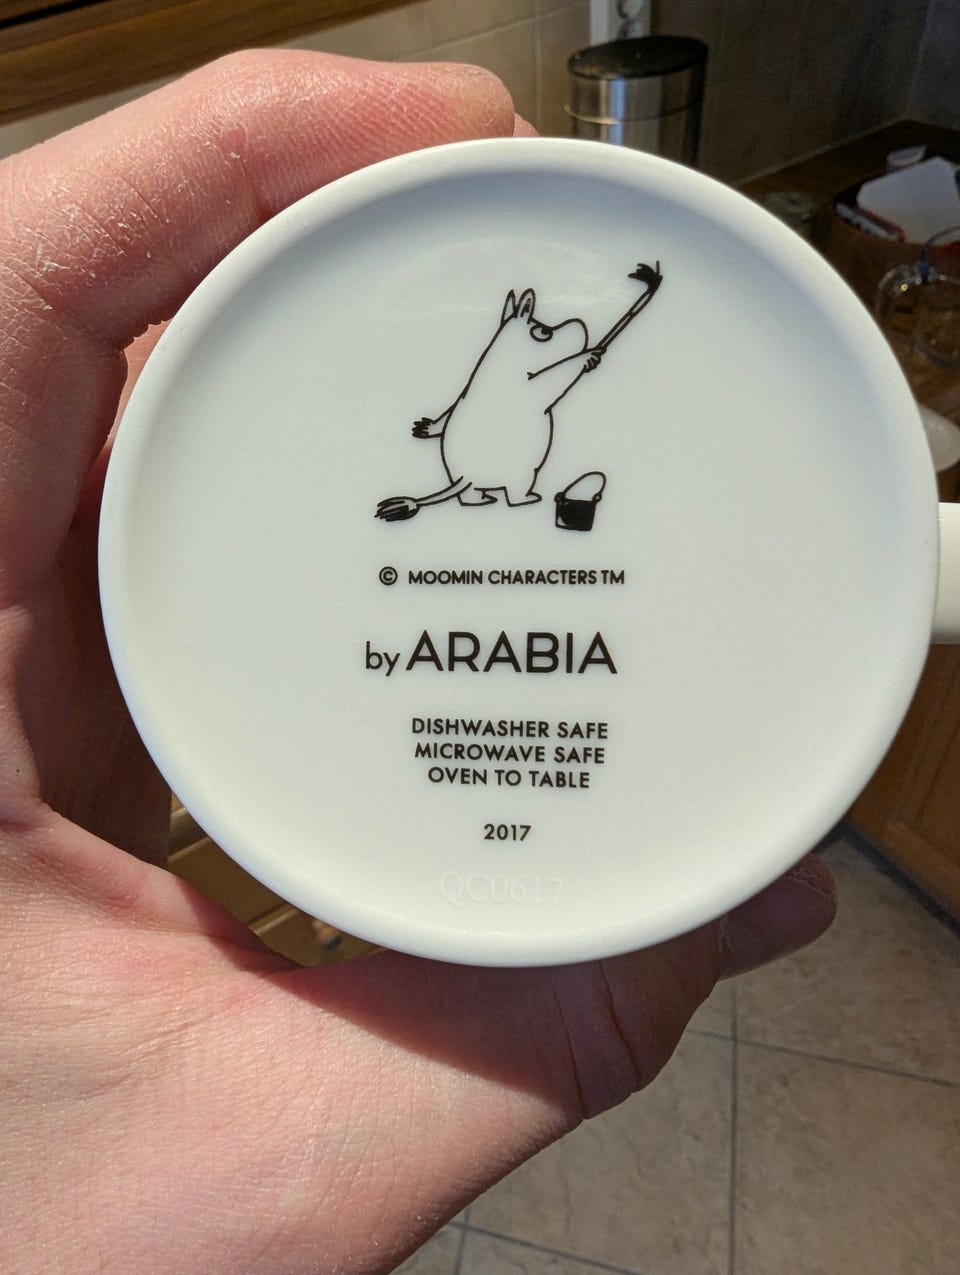 © MOOMIN CHARACTERS TM
by ARABIA
DISHWASHER SAFE
MICROWAVE SAFE
OVEN TO TABLE
2017
QC0617